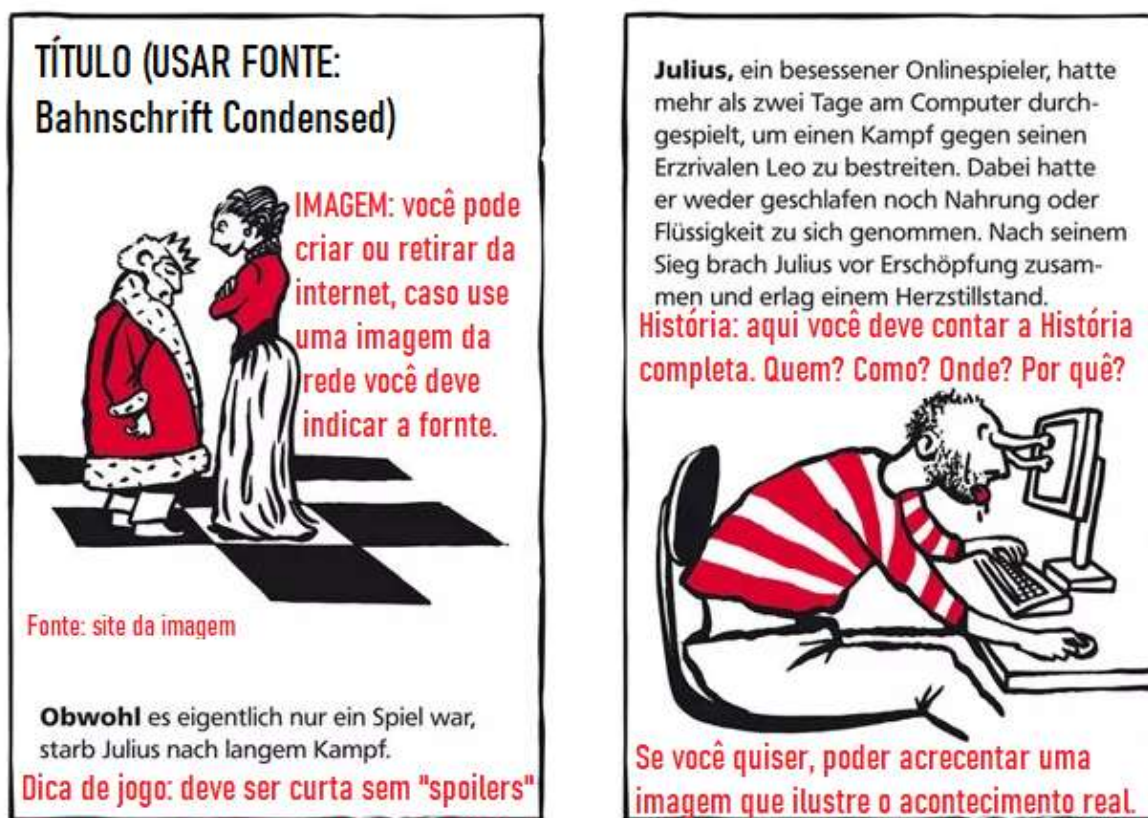 TÍTULO (USAR FONTE:
Bahnschrift Condensed)
IMAGEM: você pode
criar ou retirar da
internet, caso use
uma imagem da
rede você deve
indicar a fornte.
Fonte: site da imagem
Obwohl es eigentlich nur ein Spiel war,
starb Julius nach langem Kampf.
Dica de jogo: deve ser curta sem "spoilers"
Julius, ein besessener Onlinespieler, hatte
mehr als zwei Tage am Computer durch-
gespielt, um einen Kampf gegen seinen
Erzrivalen Leo zu bestreiten. Dabei hatte
er weder geschlafen noch Nahrung oder
Flüssigkeit zu sich genommen. Nach seinem
Sieg brach Julius vor Erschöpfung zusam-
men und erlag einem Herzstillstand.
História: aqui você deve contar a História
completa. Quem? Como? Onde? Por quê?
Se você quiser, poder acrecentar uma
imagem que ilustre o acontecimento real.